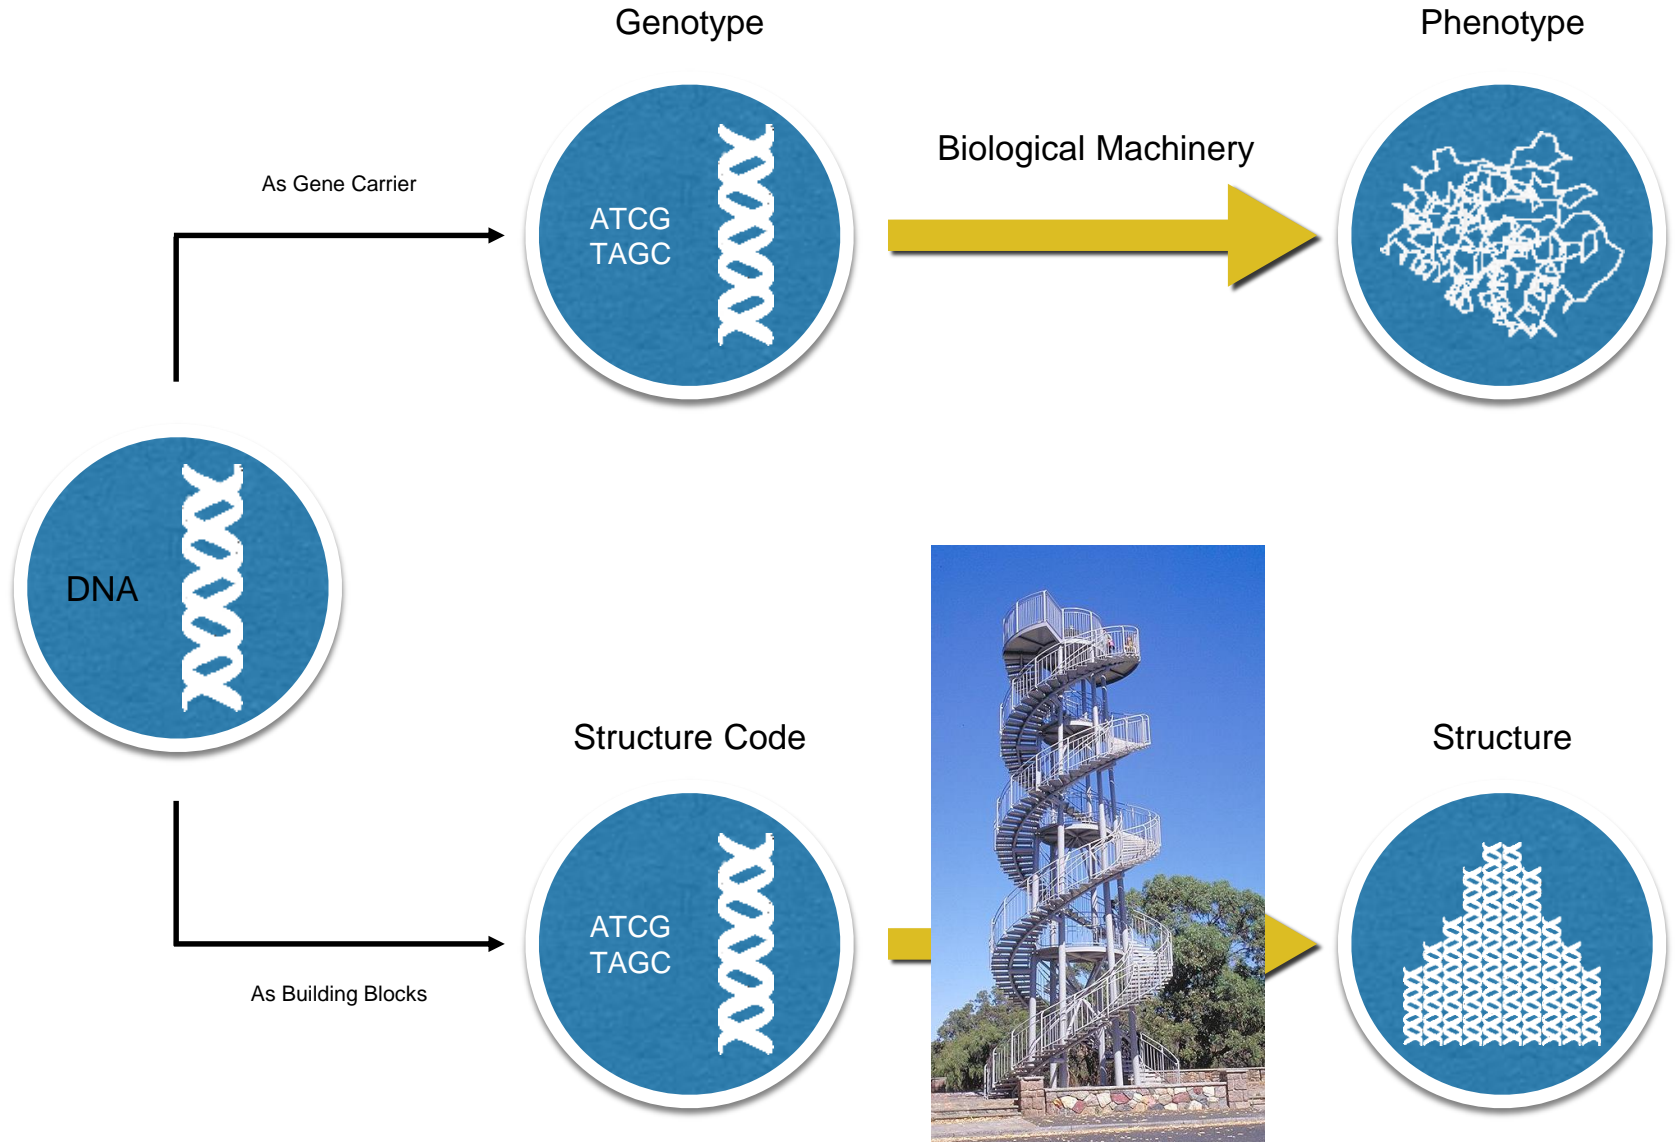 Genotype
Phenotype
Biological Machinery
As Gene Carrier
ATCG
TAGC
DNA
Structure Code
Structure
ATCG
TAGC
As Building Blocks